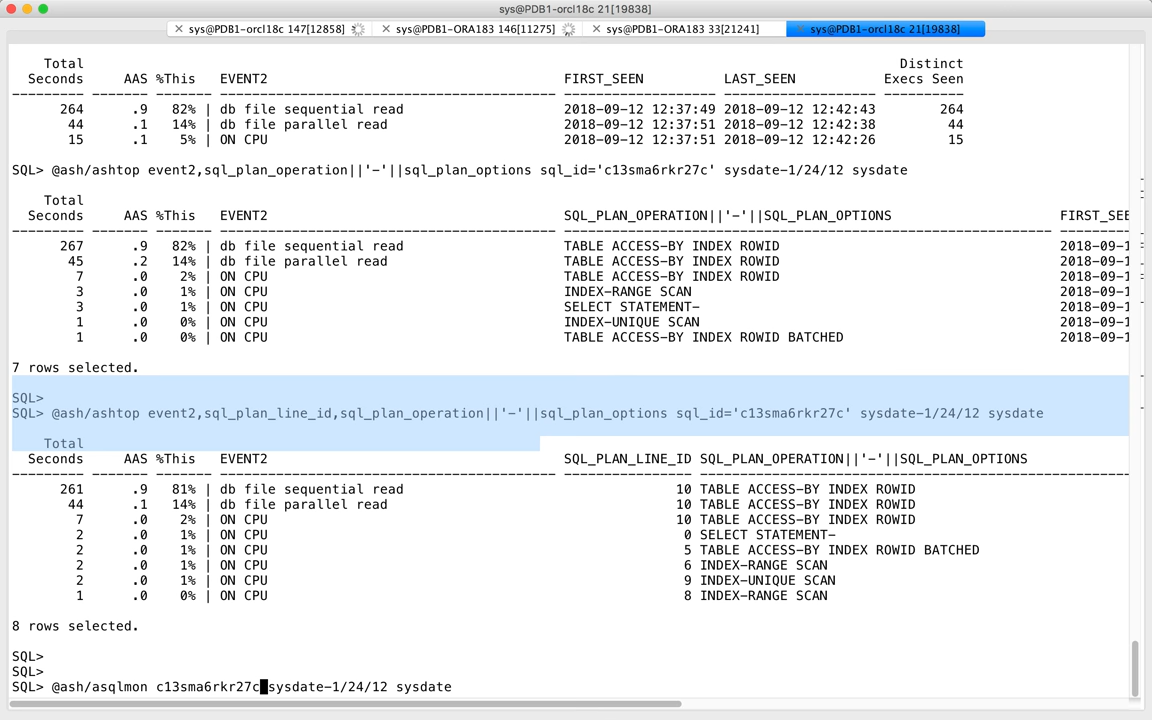 sys@PDB1-orcl18c 21[19838]
sys@PDB1-orcl18c 147[12858] sys@PDB1-ORA183 146[11275] sys@PDB1-ORA183 33[21241] sys@PDB1-orcl18c 21[19838]
Total Distinct
Seconds AAS %This EVENT2 FIRST_SEEN LAST_SEEN Execs Seen
--------- ------- ------- ------------------------------------------ ------------------- ------------------- ----------
264 .9 82% | db file sequential read 2018-09-12 12:37:49 2018-09-12 12:42:43 264
44 .1 14% | db file parallel read 2018-09-12 12:37:51 2018-09-12 12:42:38 44
15 .1 5% | ON CPU 2018-09-12 12:37:51 2018-09-12 12:42:26 15
SQL> @ash/ashtop event2,sql_plan_operation||'-'||sql_plan_options sql_id='c13sma6rkr27c' sysdate-1/24/12 sysdate
Total
Seconds AAS %This EVENT2 SQL_PLAN_OPERATION||'-'||SQL_PLAN_OPTIONS FIRST_SEE
--------- ------- ------- ------------------------------------------ ------------------------------------------------------------- ---------
267 .9 82% | db file sequential read TABLE ACCESS-BY INDEX ROWID 2018-09-1
45 .2 14% | db file parallel read TABLE ACCESS-BY INDEX ROWID 2018-09-1
7 .0 2% | ON CPU TABLE ACCESS-BY INDEX ROWID 2018-09-1
3 .0 1% | ON CPU INDEX-RANGE SCAN 2018-09-1
3 .0 1% | ON CPU SELECT STATEMENT- 2018-09-1
1 .0 0% | ON CPU INDEX-UNIQUE SCAN 2018-09-1
1 .0 0% | ON CPU TABLE ACCESS-BY INDEX ROWID BATCHED 2018-09-1
7 rows selected.
SQL>
SQL> @ash/ashtop event2,sql_plan_line_id,sql_plan_operation||'-'||sql_plan_options sql_id='c13sma6rkr27c' sysdate-1/24/12 sysdate
Total
Seconds AAS %This EVENT2 SQL_PLAN_LINE_ID SQL_PLAN_OPERATION||'-'||SQL_PLAN_OPTIONS
--------- ------- ------- ------------------------------------------ ---------------- ------------------------------------------------------
261 .9 81% | db file sequential read 10 TABLE ACCESS-BY INDEX ROWID
44 .1 14% | db file parallel read 10 TABLE ACCESS-BY INDEX ROWID
7 .0 2% | ON CPU 10 TABLE ACCESS-BY INDEX ROWID
2 .0 1% | ON CPU 0 SELECT STATEMENT-
2 .0 1% | ON CPU 5 TABLE ACCESS-BY INDEX ROWID BATCHED
2 .0 1% | ON CPU 6 INDEX-RANGE SCAN
2 .0 1% | ON CPU 9 INDEX-UNIQUE SCAN
1 .0 0% | ON CPU 8 INDEX-RANGE SCAN
8 rows selected.
SQL>
SQL>
SQL> @ash/asqlmon c13sma6rkr27c sysdate-1/24/12 sysdate